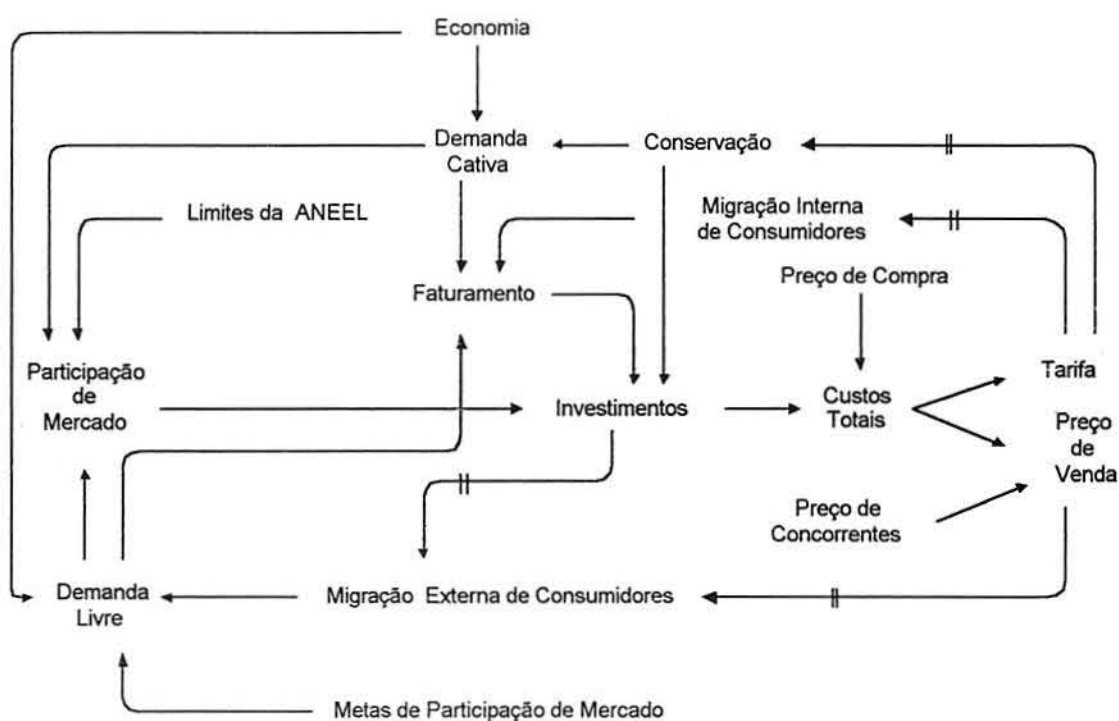 Economia
Demanda
Cativa
Conservação
Limites da ANEEL
Migração Interna
de Consumidores
Preço de Compra
Faturamento
Participação
de
Mercado
Investimentos
Custos
Totais
Tarifa
Preço
de
Venda
Preço de
Concorrentes
Demanda
Livre
Migração Externa de Consumidores
Metas de Participação de Mercado